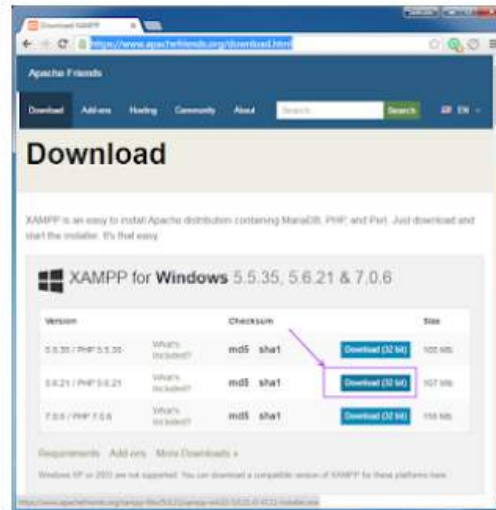 Download XAMPP
https://www.apachefriends.org/download.html
Apache Friends
Download Add-ons Hosting Community About Search Search EN
Download
XAMPP is an easy to install Apache distribution containing MariaDB, PHP, and Perl. Just download and
start the installer. It's that easy.
XAMPP for Windows 5.5.35, 5.6.21 & 7.0.6
Version Checksum Size
5.5.35 / PHP 5.5.35 What's Included? md5 sha1 Download (32 bit) 105 Mb
5.6.21 / PHP 5.6.21 What's Included? md5 sha1 Download (32 bit) 107 Mb
7.0.6 / PHP 7.0.6 What's Included? md5 sha1 Download (32 bit) Mb
Requirements Add-ons More Downloads »
Windows XP or 2003 are not supported. You can download a compatible version of XAMPP for these platforms here.